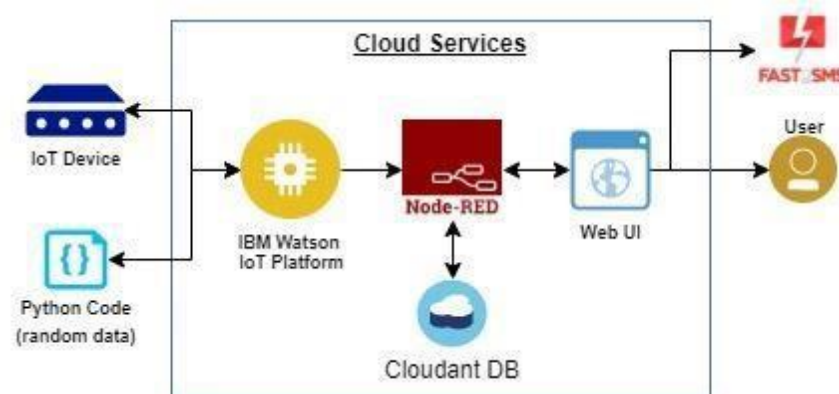 Cloud Services
FAST2SMS
IoT Device
User
IBM Watson
IoT Platform
Node-RED
Web UI
Python Code
(random data)
Cloudant DB